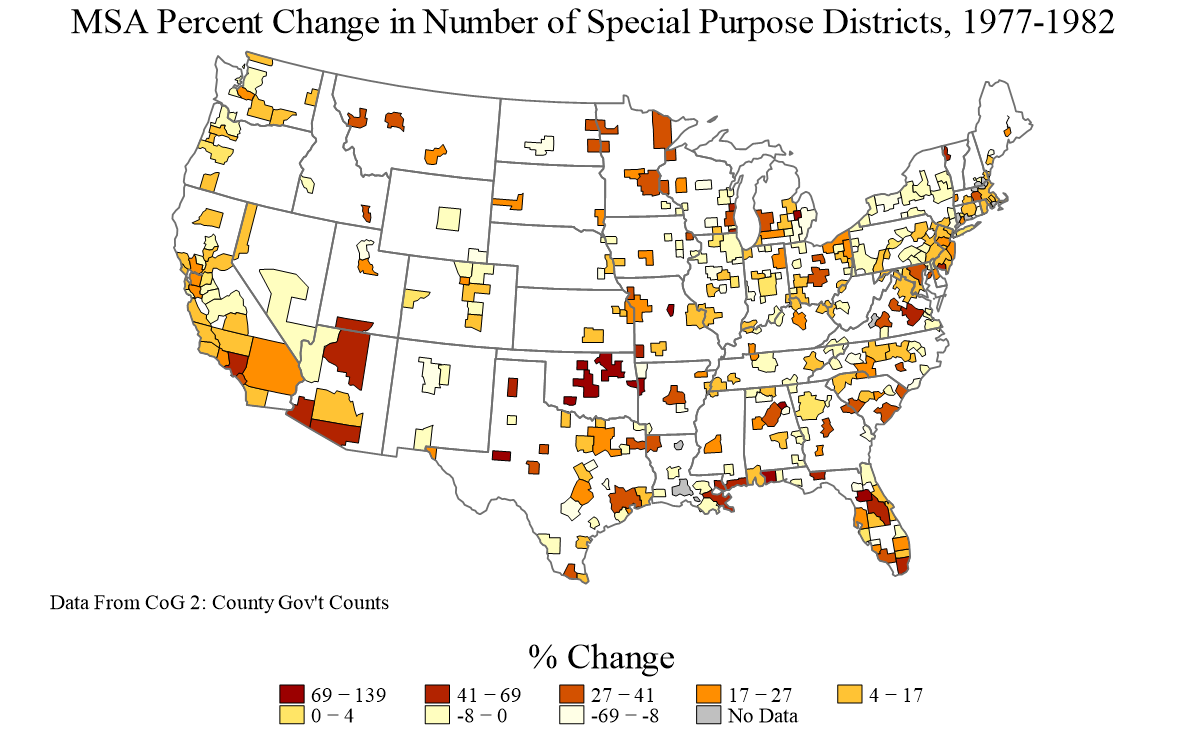 MSA Percent Change in Number of Special Purpose Districts, 1977-1982
Data From CoG 2: County Gov't Counts
% Change
69 − 139 41 − 69 27 − 41 17 − 27 4 − 17
0 − 4 -8 − 0 -69 − -8 No Data